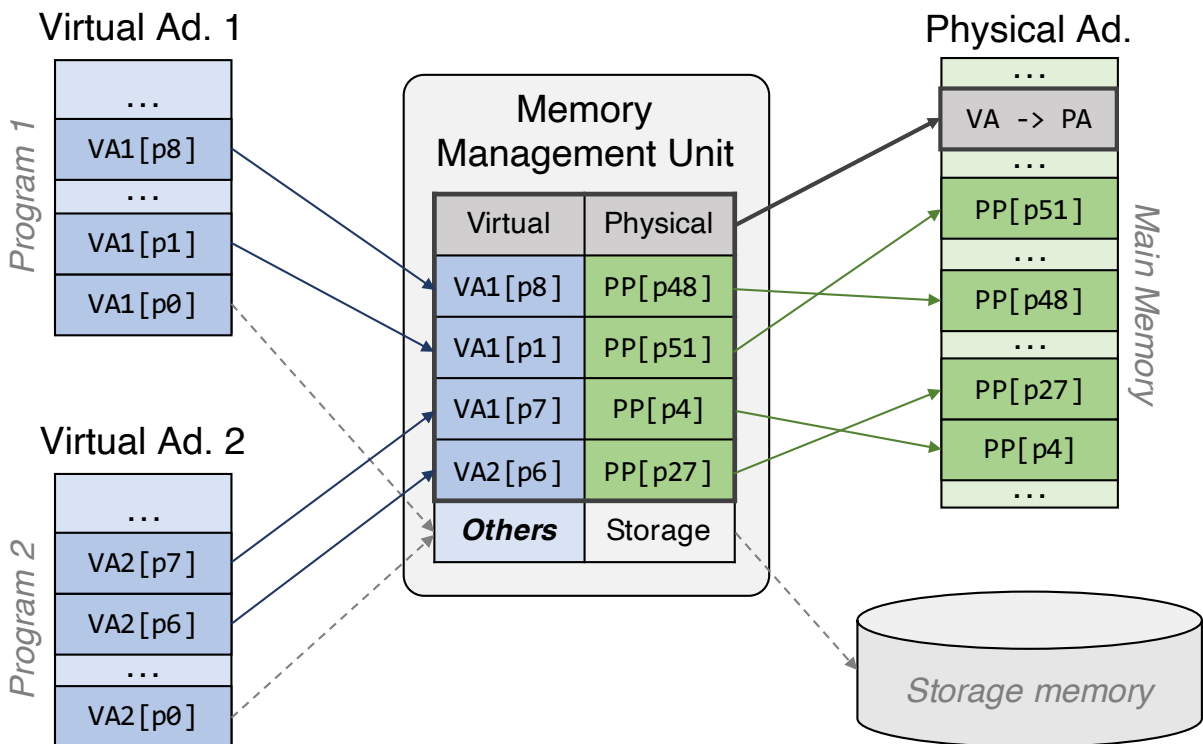 Virtual Ad. 1
Program 1
...
VA1[p8]
...
VA1[p1]
VA1[p0]
Virtual Ad. 2
Program 2
...
VA2[p7]
VA2[p6]
...
VA2[p0]
Memory
Management Unit
Virtual Physical
VA1[p8] PP[p48]
VA1[p1] PP[p51]
VA1[p7] PP[p4]
VA2[p6] PP[p27]
Others Storage
Physical Ad.
Main Memory
...
VA -> PA
...
PP[p51]
...
PP[p48]
...
PP[p27]
PP[p4]
...
Storage memory